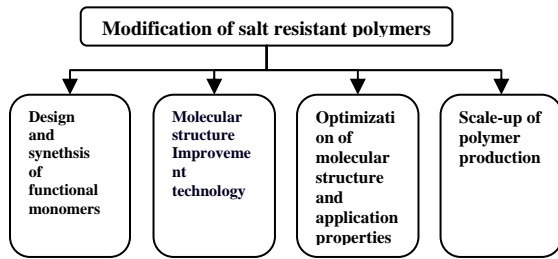 Modification of salt resistant polymers
Design
and
synethsis
of
functional
monomers
Molecular
structure
Improveme
nt
technology
Optimizati
on of
molecular
structure
and
application
properties
Scale-up of
polymer
production